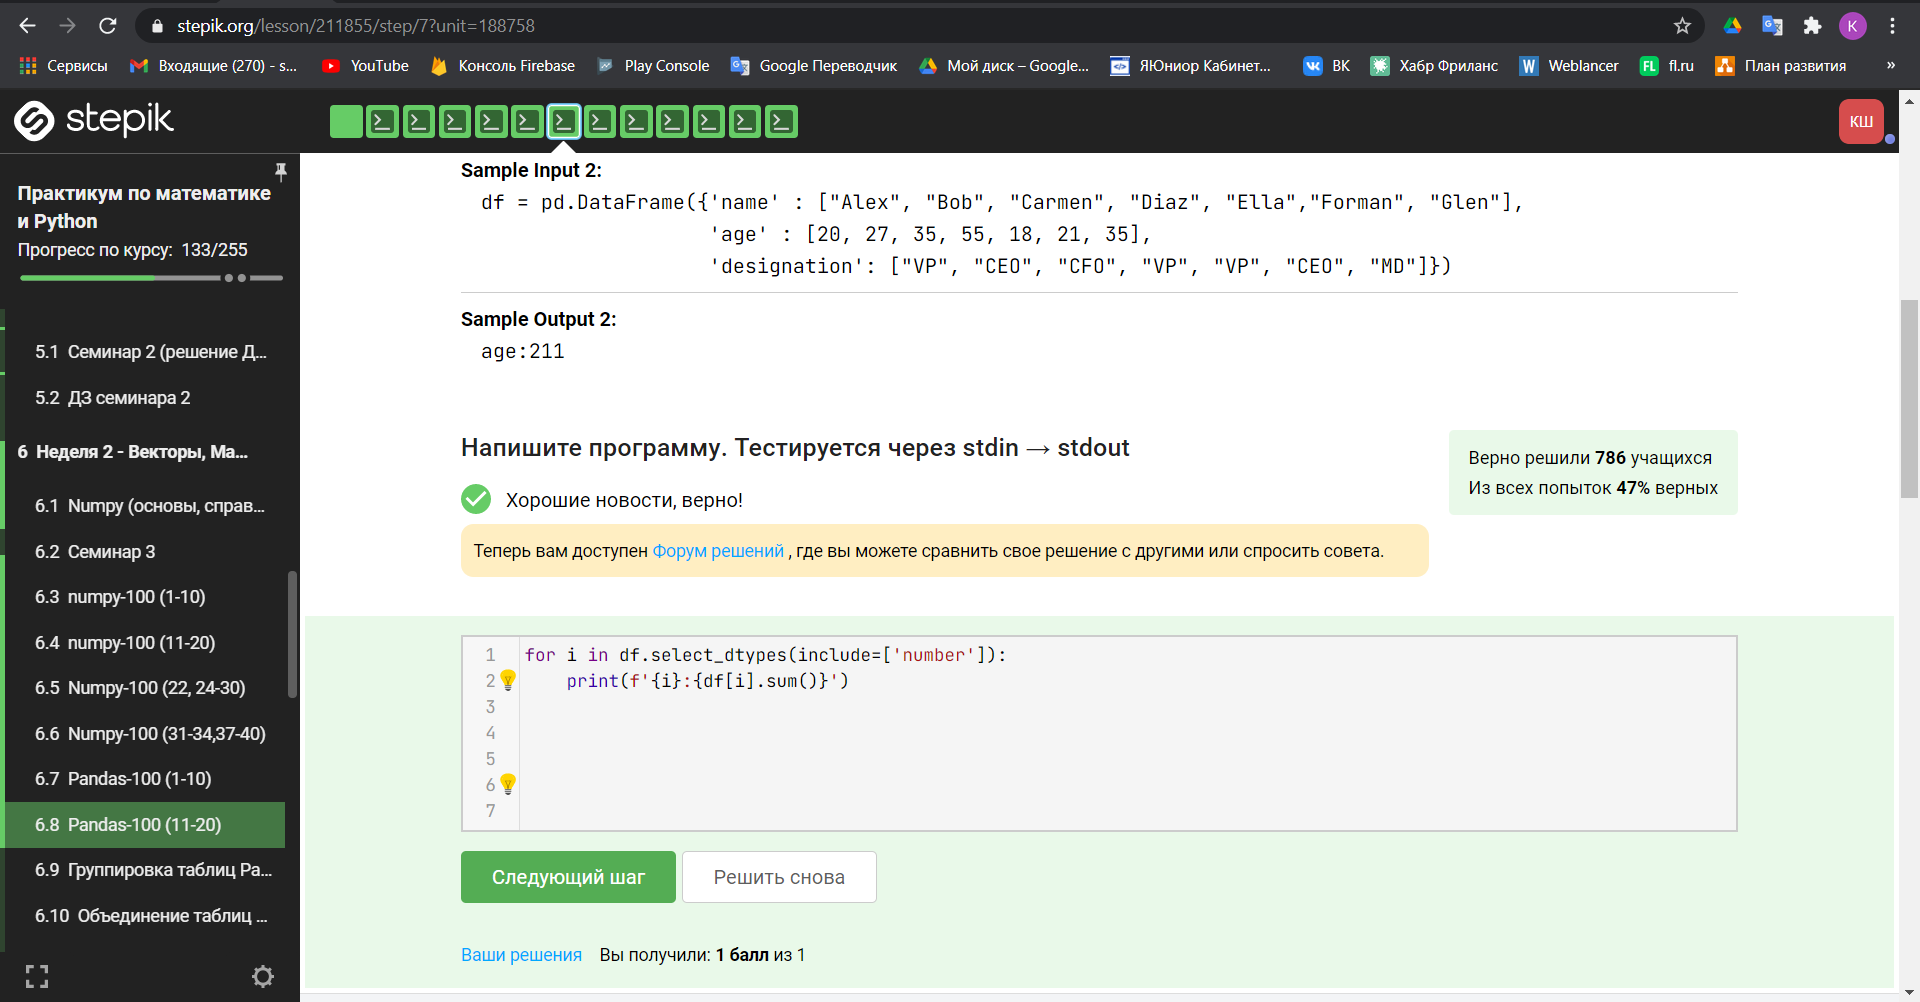 stepik.org/lesson/211855/step/7?unit=188758
K
Сервисы
Входящие (270) - s...
YouTube
Консоль Firebase
Play Console
Google Переводчик
Мой диск – Google...
ЯЮниор Кабинет...
ВК
Хабр Фриланс
Weblancer
fl.ru
План развития
»
stepik
КШ
Практикум по математике
и Python
Прогресс по курсу: 133/255
5.1 Семинар 2 (решение Д...
5.2 ДЗ семинара 2
6 Неделя 2 - Векторы, Ма...
6.1 Numpy (основы, справ...
6.2 Семинар 3
6.3 numpy-100 (1-10)
6.4 numpy-100 (11-20)
6.5 Numpy-100 (22, 24-30)
6.6 Numpy-100 (31-34,37-40)
6.7 Pandas-100 (1-10)
6.8 Pandas-100 (11-20)
6.9 Группировка таблиц Pa...
6.10 Объединение таблиц ...
Sample Input 2:
df = pd.DataFrame({'name' : ["Alex", "Bob", "Carmen", "Diaz", "Ella","Forman", "Glen"],
'age' : [20, 27, 35, 55, 18, 21, 35],
'designation': ["VP", "CEO", "CFO", "VP", "VP", "CEO", "MD"]})
Sample Output 2:
age:211
Напишите программу. Тестируется через stdin → stdout
Верно решили 786 учащихся
Из всех попыток 47% верных
Хорошие новости, верно!
Теперь вам доступен Форум решений , где вы можете сравнить свое решение с другими или спросить совета.
1 for i in df.select_dtypes(include=['number']):
2 print(f'{i}:{df[i].sum()}')
3
4
5
6
7
Следующий шаг
Решить снова
Ваши решения Вы получили: 1 балл из 1